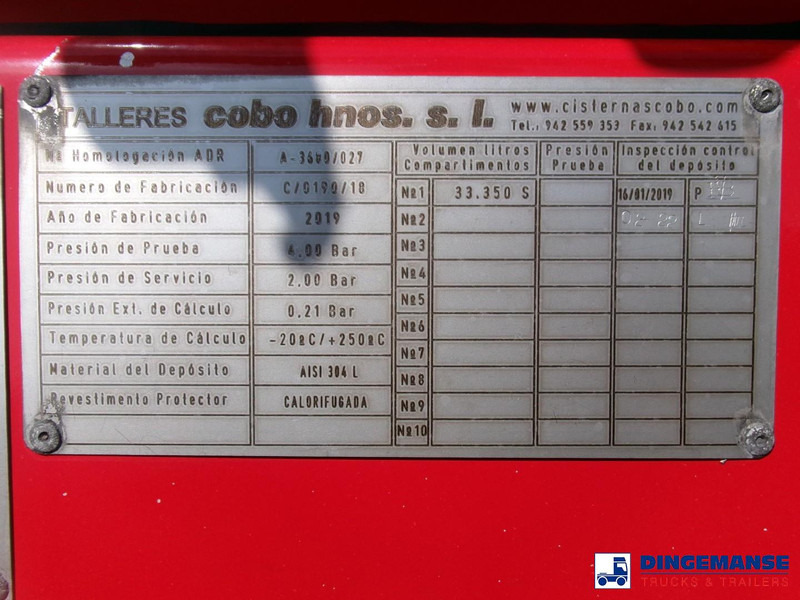 TALLERES cobo hnos. s. l. www.cisternascobo.com
Tel.: 942 559 353 Fax: 942 542 615
Nº Homologación ADR A-3600/027 Volumen litros Compartimentos Presión Prueba Inspección control del depósito
Numero de Fabricación C/0190/18 Nº1 33.350 S 16/01/2019 P
Año de Fabricación 2019 Nº2 L
Presión de Prueba 4.00 Bar Nº3
Presión de Servicio 2.00 Bar Nº4
Presión Ext. de Cálculo 0.21 Bar Nº5
Nº6
Temperatura de Cálculo -20ºC/+250ºC Nº7
Material del Depósito AISI 304 L Nº8
Revestimento Protector CALORIFUGADA Nº9
Nº10
DINGEMANSE
TRUCKS & TRAILERS